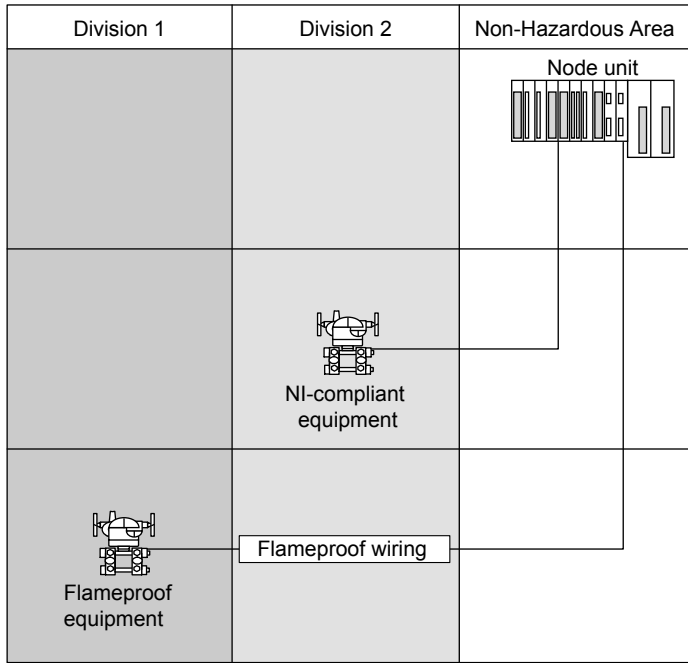 Division 1
Division 2
Non-Hazardous Area
Node unit
NI-compliant
equipment
Flameproof wiring
Flameproof
equipment